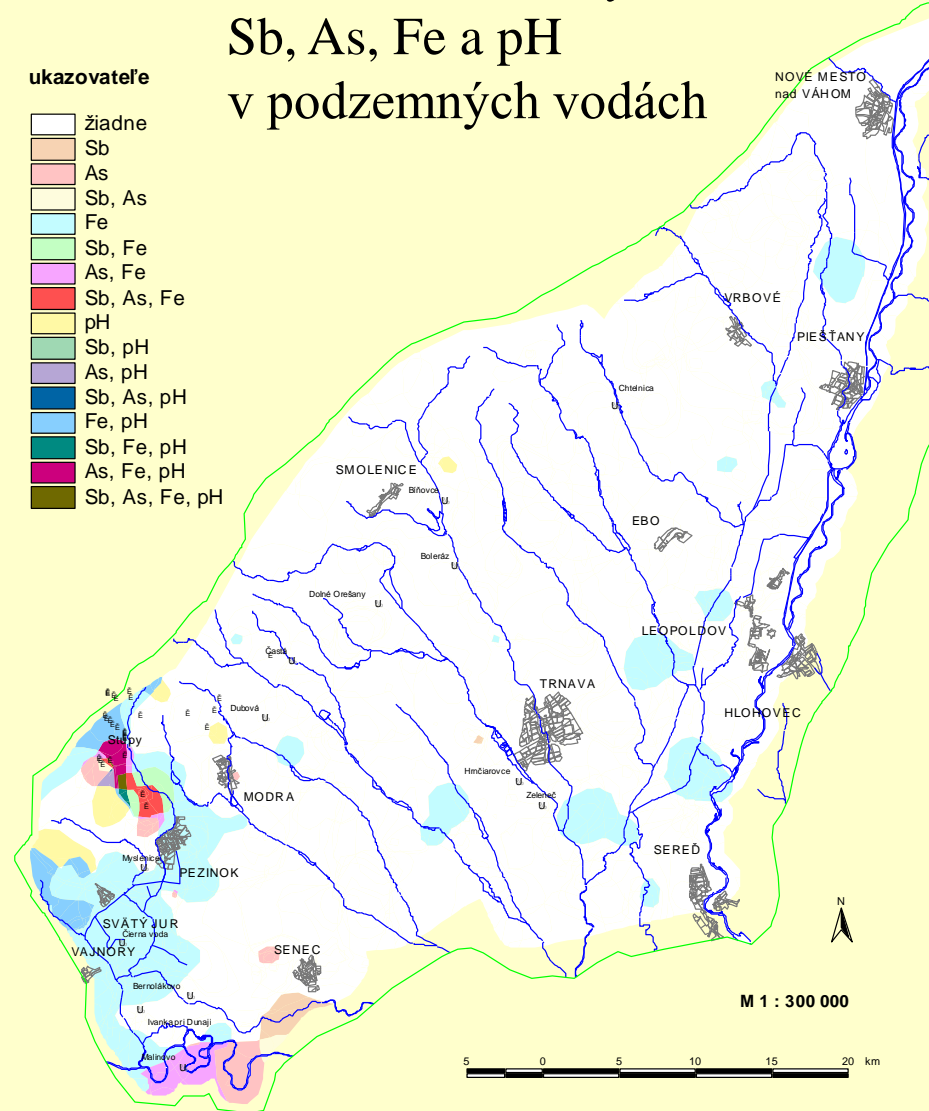 Sb, As, Fe a pH
v podzemných vodách
ukazovateľe
žiadne
Sb
As
Sb, As
Fe
Sb, Fe
As, Fe
Sb, As, Fe
pH
Sb, pH
As, pH
Sb, As, pH
Fe, pH
Sb, Fe, pH
As, Fe, pH
Sb, As, Fe, pH
NOVÉ MESTO
nad VÁHOM
VRBOVÉ
PIEŠŤANY
Chtelnica
SMOLENICE
Bíňovce
EBO
Boleráz
Dolné Orešany
LEOPOLDOV
Častá
TRNAVA
Dubová
HLOHOVEC
Stupy
Hrnčiarovce
MODRA
Zeleneč
SEREĎ
Myslenice
PEZINOK
SVÄTÝ JUR
Čierna voda
VAJNORY
SENEC
Bernolákovo
Ivanka pri Dunaji
Malinovo
N
M 1 : 300 000
5 0 5 10 15 20 km